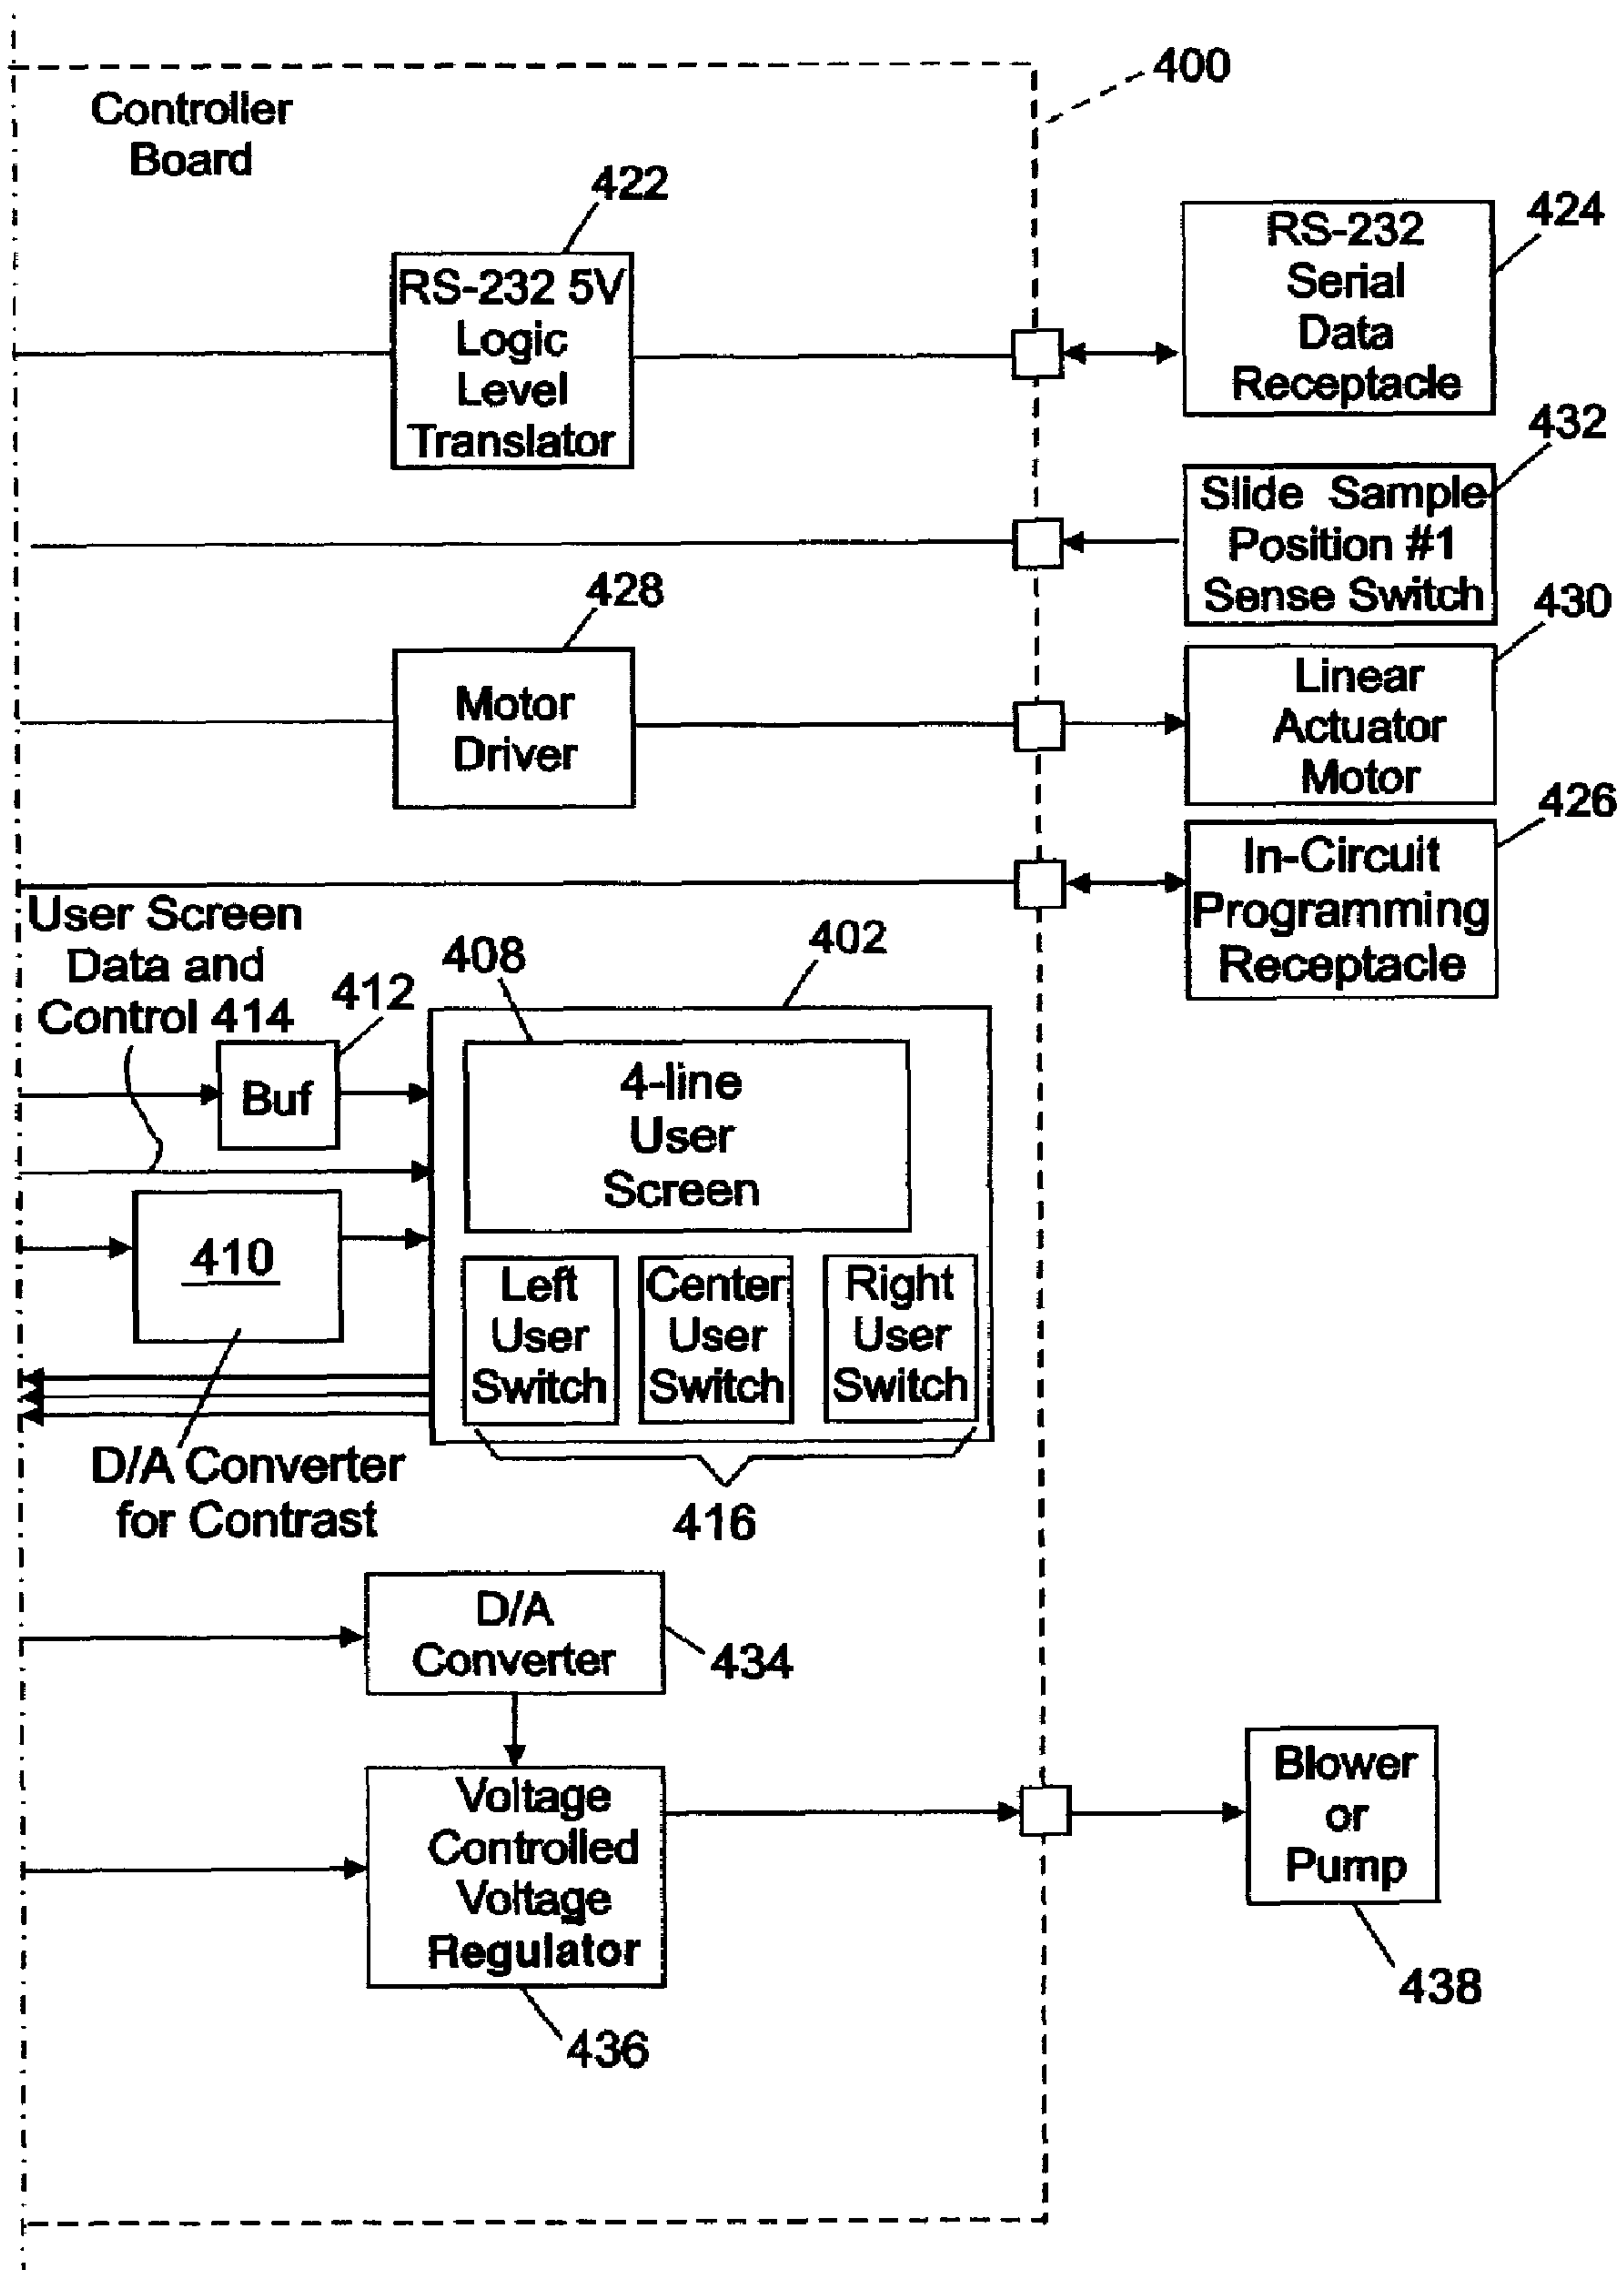 400
Controller
Board
422
RS-232 5V
Logic
Level
Translator
424
RS-232
Serial
Data
Receptacle
432
Slide Sample
Position #1
Sense Switch
428
Motor
Driver
430
Linear
Actuator
Motor
426
In-Circuit
Programming
Receptacle
User Screen
Data and
Control 414
412
Buf
408
402
4-line
User
Screen
410
Left
User
Switch
Center
User
Switch
Right
User
Switch
D/A Converter
for Contrast
416
D/A
Converter
434
Voltage
Controlled
Voltage
Regulator
436
Blower
or
Pump
438